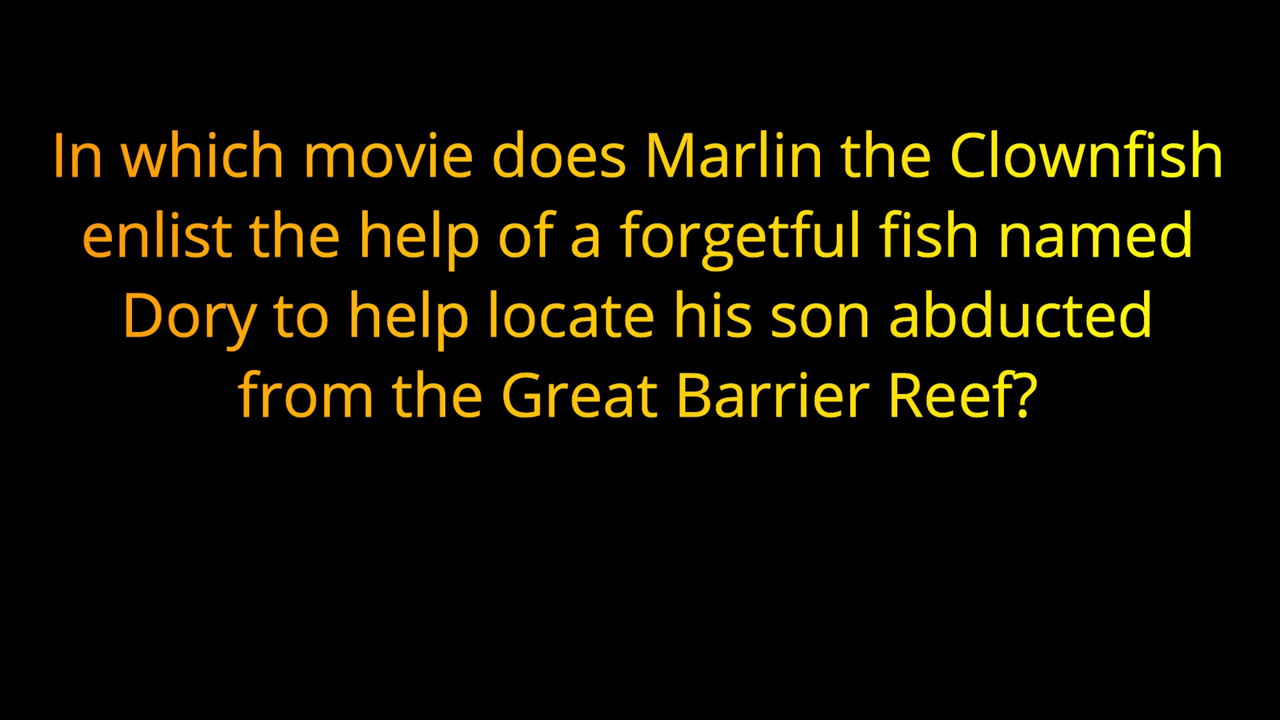 In which movie does Marlin the Clownfish
enlist the help of a forgetful fish named
Dory to help locate his son abducted
from the Great Barrier Reef?